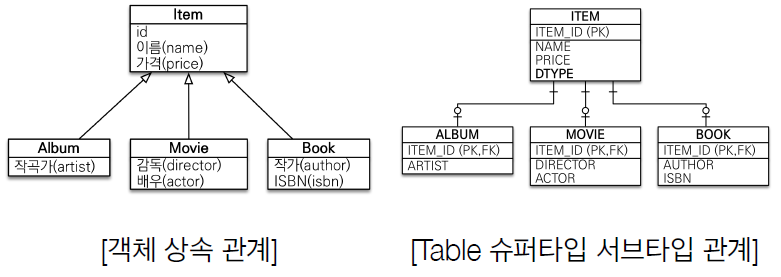 Item
id
이름(name)
가격(price)
Album
작곡가(artist)
Movie
감독(director)
배우(actor)
Book
작가(author)
ISBN(isbn)
[객체 상속 관계]
ITEM
ITEM_ID (PK)
NAME
PRICE
DTYPE
ALBUM
ITEM_ID (PK,FK)
ARTIST
MOVIE
ITEM_ID (PK,FK)
DIRECTOR
ACTOR
BOOK
ITEM_ID (PK,FK)
AUTHOR
ISBN
[Table 슈퍼타입 서브타입 관계]